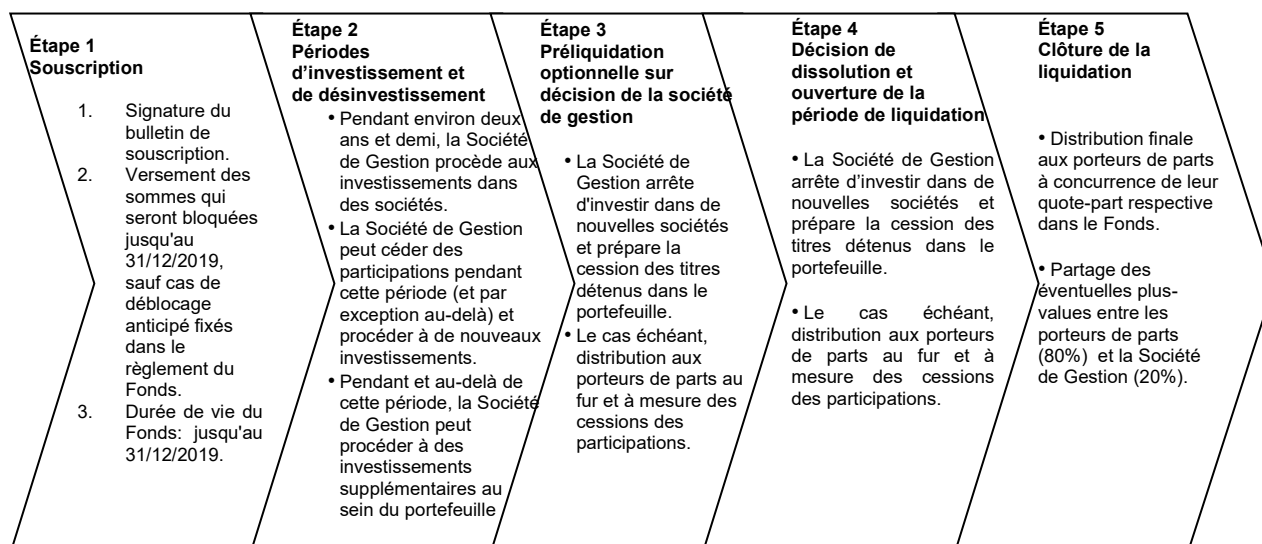 Étape 1
Souscription
1. Signature du
bulletin de
souscription.
2. Versement des
sommes qui
seront bloquées
jusqu'au
31/12/2019,
sauf cas de
déblocage
anticipé fixés
dans le
règlement du
Fonds.
3. Durée de vie du
Fonds: jusqu'au
31/12/2019.
Étape 2
Périodes
d'investissement et
de désinvestissement
• Pendant environ deux
ans et demi, la Société
de Gestion procède aux
investissements dans
des sociétés.
• La Société de Gestion
peut céder des
participations pendant
cette période (et par
exception au-delà) et
procéder à de nouveaux
investissements.
• Pendant et au-delà de
cette période, la Société
de Gestion peut
procéder à des
investissements
supplémentaires au
sein du portefeuille
Étape 3
Préliquidation
optionnelle sur
décision de la société
de gestion
• La Société de
Gestion arrête
d'investir dans de
nouvelles sociétés
et prépare la
cession des titres
détenus dans le
portefeuille.
• Le cas échéant,
distribution aux
porteurs de parts au
fur et à mesure des
cessions des
participations.
Étape 4
Décision de
dissolution et
ouverture de la
période de liquidation
• La Société de Gestion
arrête d'investir dans de
nouvelles sociétés et
prépare la cession des
titres détenus dans le
portefeuille.
• Le cas échéant,
distribution aux porteurs
de parts au fur et à
mesure des cessions
des participations.
Étape 5
Clôture de la
liquidation
• Distribution finale
aux porteurs de parts
à concurrence de leur
quote-part respective
dans le Fonds.
• Partage des
éventuelles plus-
values entre les
porteurs de parts
(80%) et la Société
de Gestion (20%).